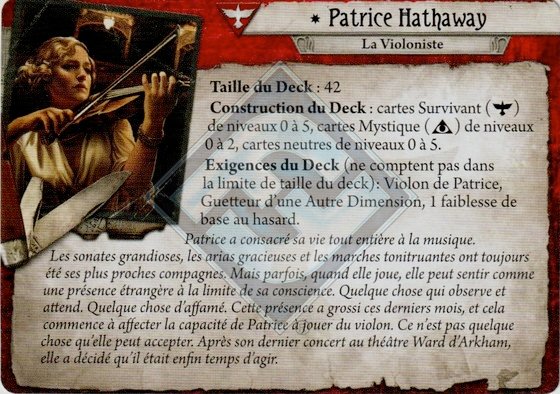 ✷ Patrice Hathaway
La Violoniste
Taille du Deck : 42
Construction du Deck : cartes Survivant ( )
de niveaux 0 à 5, cartes Mystique ( ) de niveaux
0 à 2, cartes neutres de niveaux 0 à 5.
Exigences du Deck (ne comptent pas dans
la limite de taille du deck) : Violon de Patrice,
Guetteur d'une Autre Dimension, 1 faiblesse de
base au hasard.
Patrice a consacré sa vie tout entière à la musique.
Les sonates grandioses, les arias gracieuses et les marches tonitruantes ont toujours
été ses plus proches compagnes. Mais parfois, quand elle joue, elle peut sentir comme
une présence étrangère à la limite de sa conscience. Quelque chose qui observe et
attend. Quelque chose d'affamé. Cette présence a grossi ces derniers mois, et cela
commence à affecter la capacité de Patrice à jouer du violon. Ce n'est pas quelque
chose qu'elle peut accepter. Après son dernier concert au théâtre Ward d'Arkham,
elle a décidé qu'il était enfin temps d'agir.